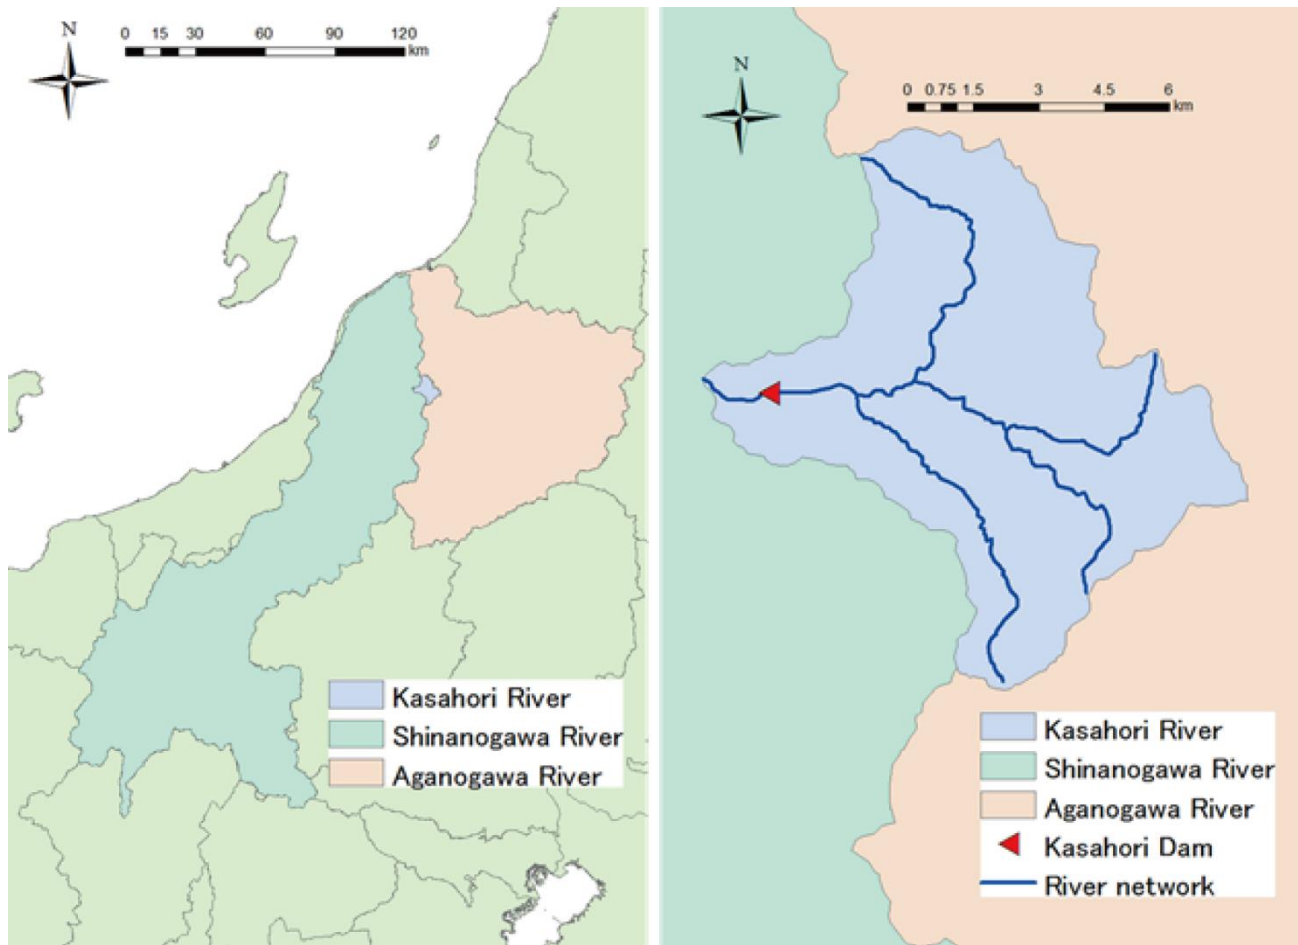 N
0 15 30 60 90 120
km
Kasahori River
Shinanogawa River
Aganogawa River
N
0 0.75 1.5 3 4.5 6
km
Kasahori River
Shinanogawa River
Aganogawa River
Kasahori Dam
River network